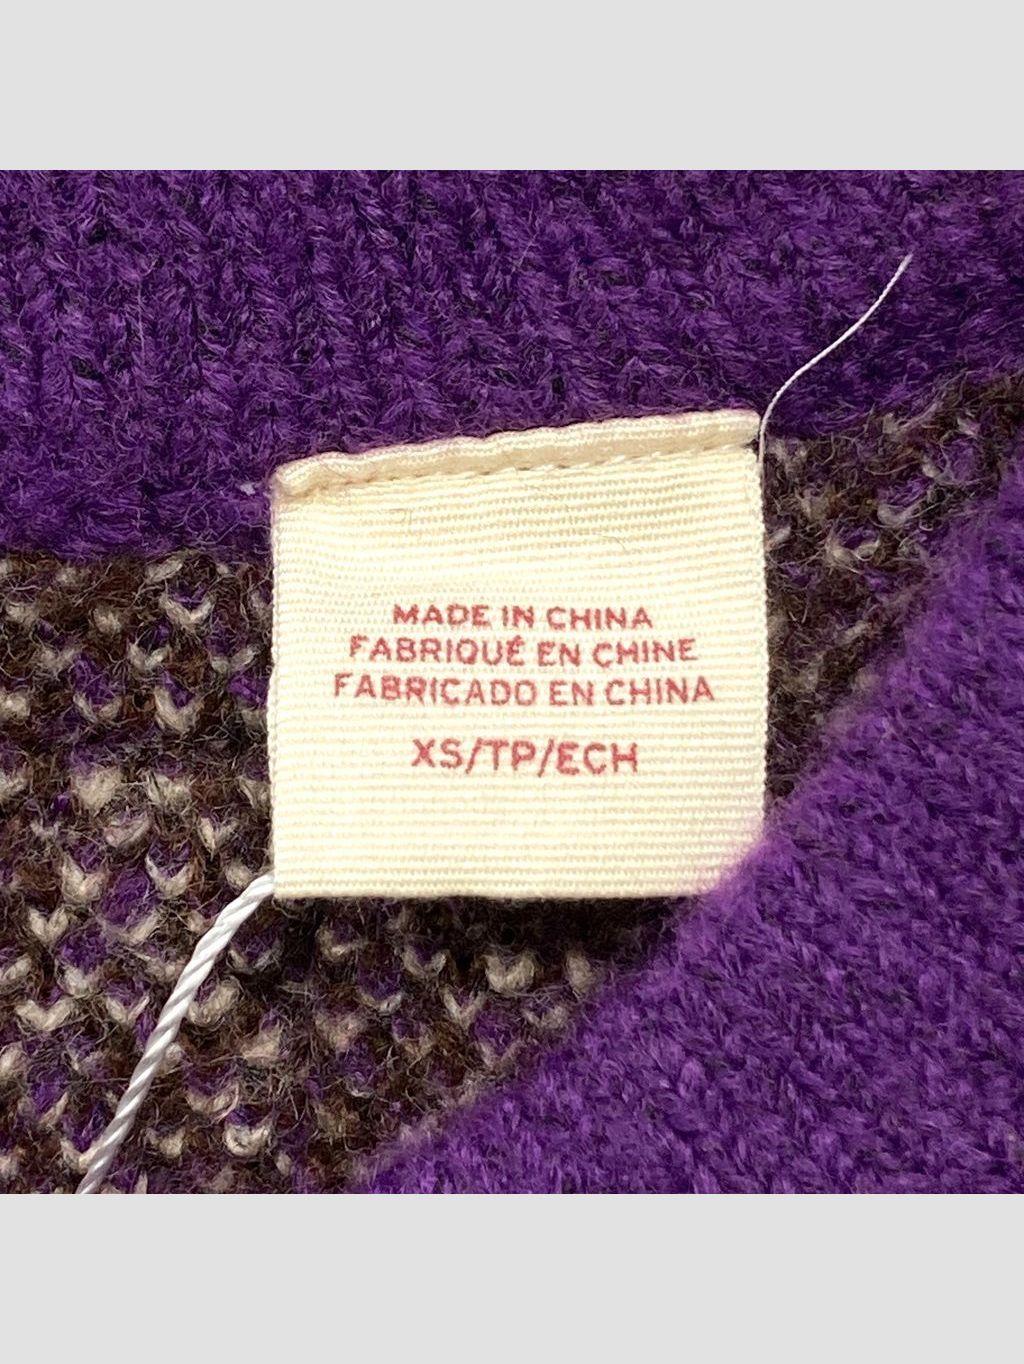 MADE IN CHINA
FABRIQUÉ EN CHINE
FABRICADO EN CHINA
XS/TP/ECH